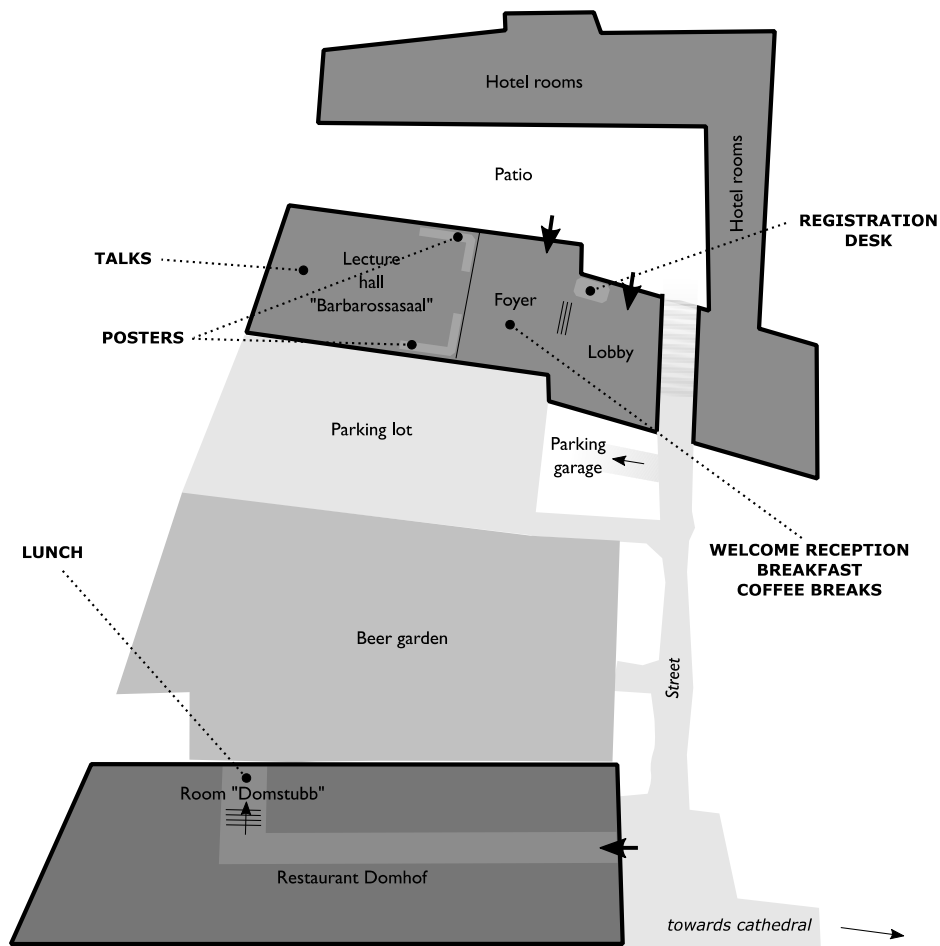 Hotel rooms
Hotel rooms
Patio
REGISTRATION
DESK
TALKS
Lecture
hall
"Barbarossasaal"
Foyer
POSTERS
Lobby
Parking lot
Parking
garage
LUNCH
WELCOME RECEPTION
BREAKFAST
COFFEE BREAKS
Beer garden
Street
Room "Domstubb"
Restaurant Domhof
towards cathedral